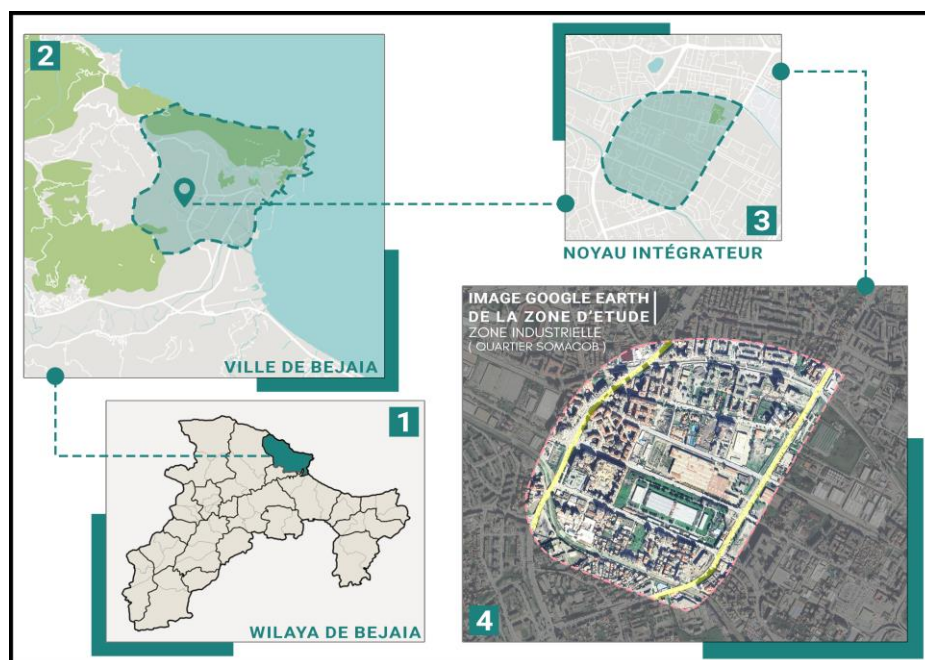 2
VILLE DE BEJAIA
1
WILAYA DE BEJAIA
3
NOYAU INTÉGRATEUR
IMAGE GOOGLE EARTH
DE LA ZONE D'ETUDE
ZONE INDUSTRIELLE
( QUARTIER SOMACOB )
4